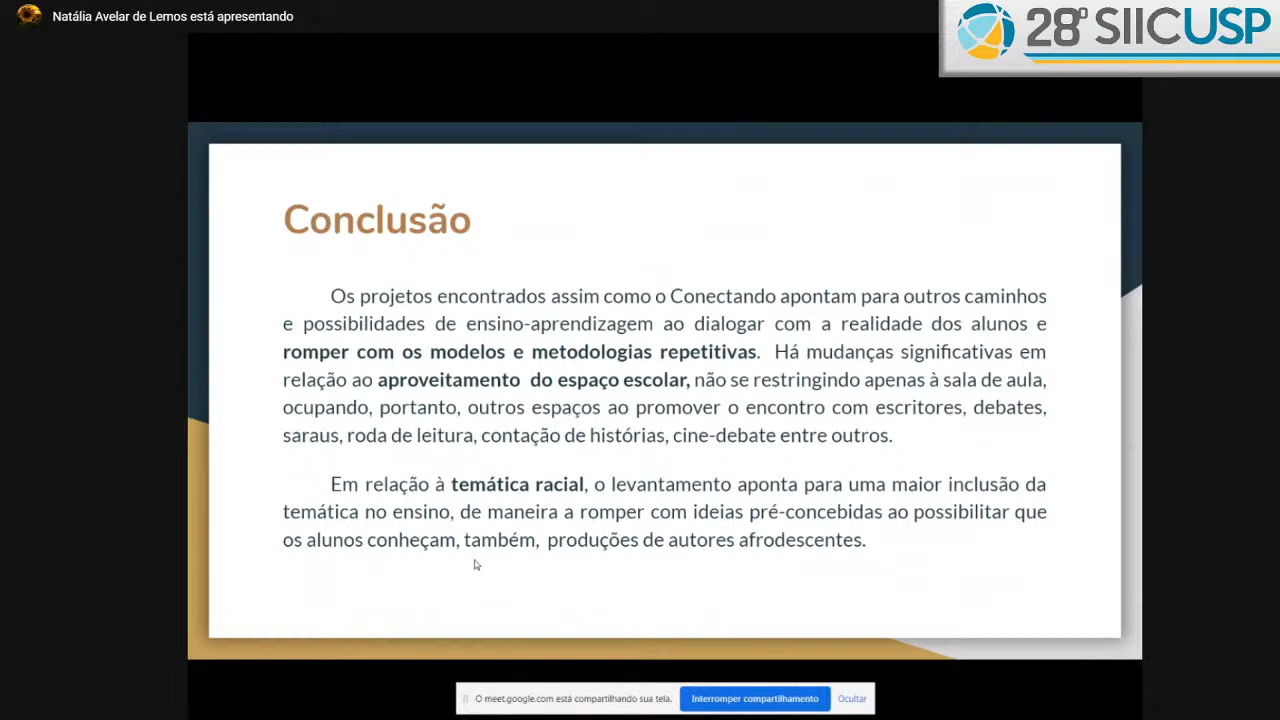 Natália Avelar de Lemos está apresentando
28º SIICUSP
Conclusão
Os projetos encontrados assim como o Conectando apontam para outros caminhos
e possibilidades de ensino-aprendizagem ao dialogar com a realidade dos alunos e
romper com os modelos e metodologias repetitivas. Há mudanças significativas em
relação ao aproveitamento do espaço escolar, não se restringindo apenas à sala de aula,
ocupando, portanto, outros espaços ao promover o encontro com escritores, debates,
saraus, roda de leitura, contação de histórias, cine-debate entre outros.
Em relação à temática racial, o levantamento aponta para uma maior inclusão da
temática no ensino, de maneira a romper com ideias pré-concebidas ao possibilitar que
os alunos conheçam, também, produções de autores afrodescentes.
O meet.google.com está compartilhando sua tela. Interromper compartilhamento Ocultar